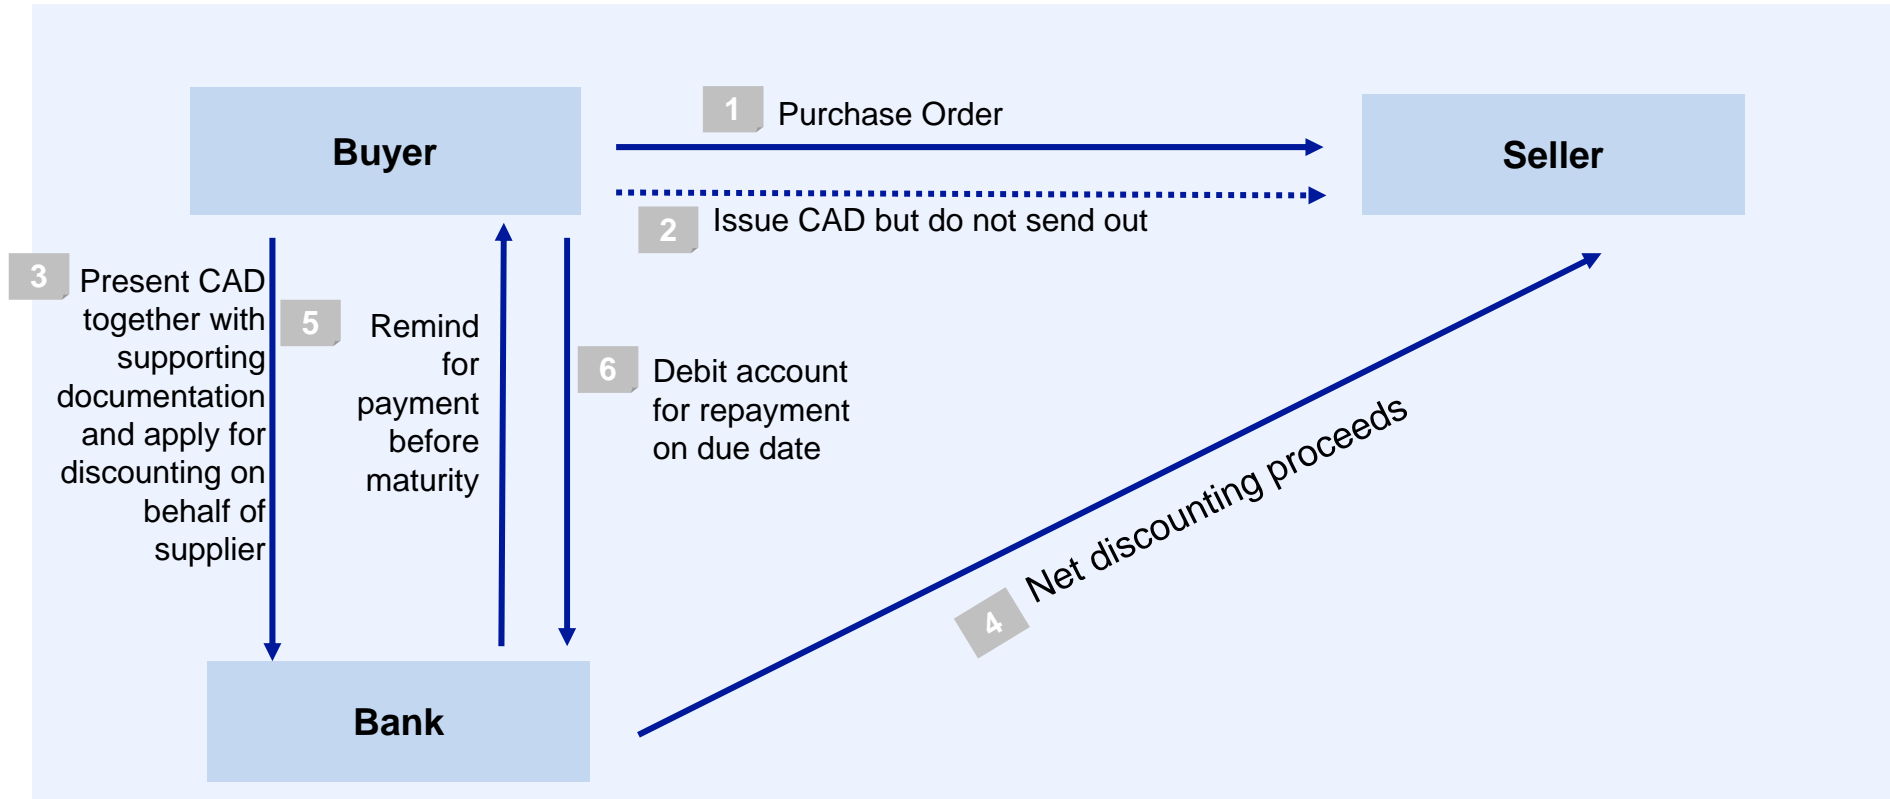 Buyer
1
Purchase Order
Seller
2
Issue CAD but do not send out
3
Present CAD
together with
supporting
documentation
and apply for
discounting on
behalf of
supplier
5
Remind
for
payment
before
maturity
6
Debit account
for repayment
on due date
4
Net discounting proceeds
Bank